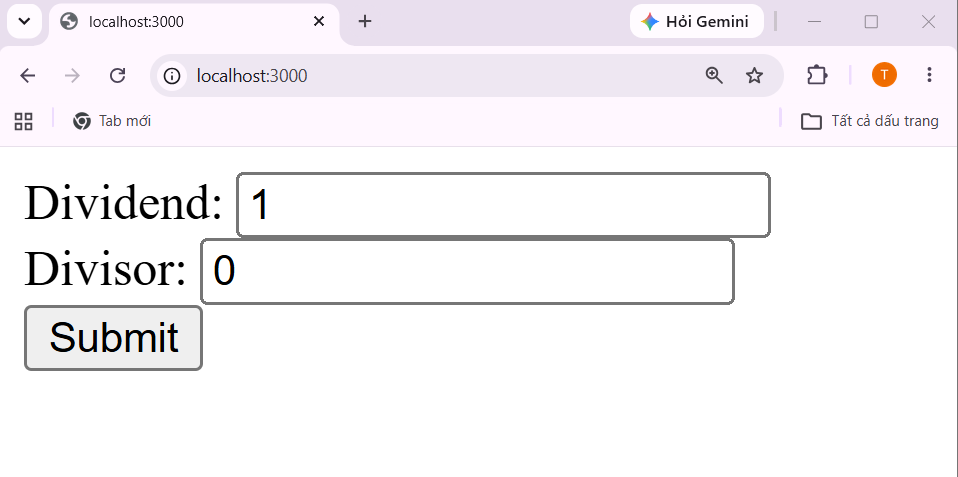 localhost:3000
Hỏi Gemini
localhost:3000
T
Tab mới
Tất cả dấu trang
Dividend: 1
Divisor: 0
Submit